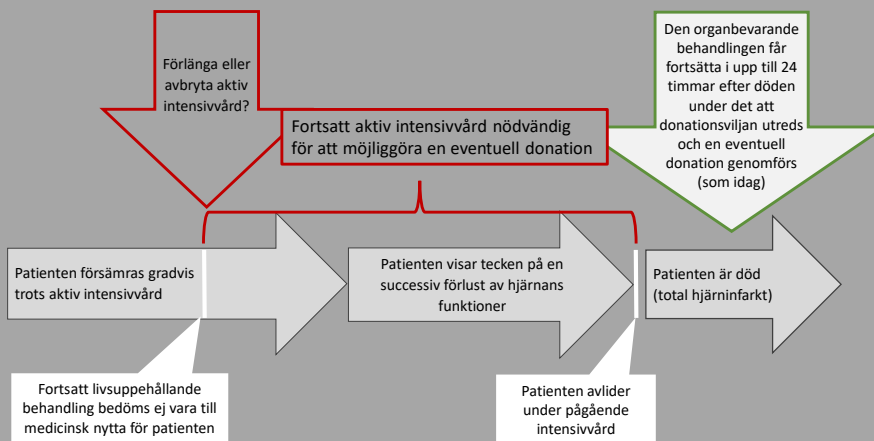 Förlänga eller
avbryta aktiv
intensivvård?
Fortsatt aktiv intensivvård nödvändig
för att möjliggöra en eventuell donation
Den organbevarande
behandlingen får
fortsätta i upp till 24
timmar efter döden
under det att
donationsviljan utreds
och en eventuell
donation genomförs
(som idag)
Patienten försämras gradvis
trots aktiv intensivvård
Patienten visar tecken på en
successiv förlust av hjärnans
funktioner
Patienten är död
(total hjärninfarkt)
Fortsatt livsuppehållande
behandling bedöms ej vara till
medicinsk nytta för patienten
Patienten avlider
under pågående
intensivvård